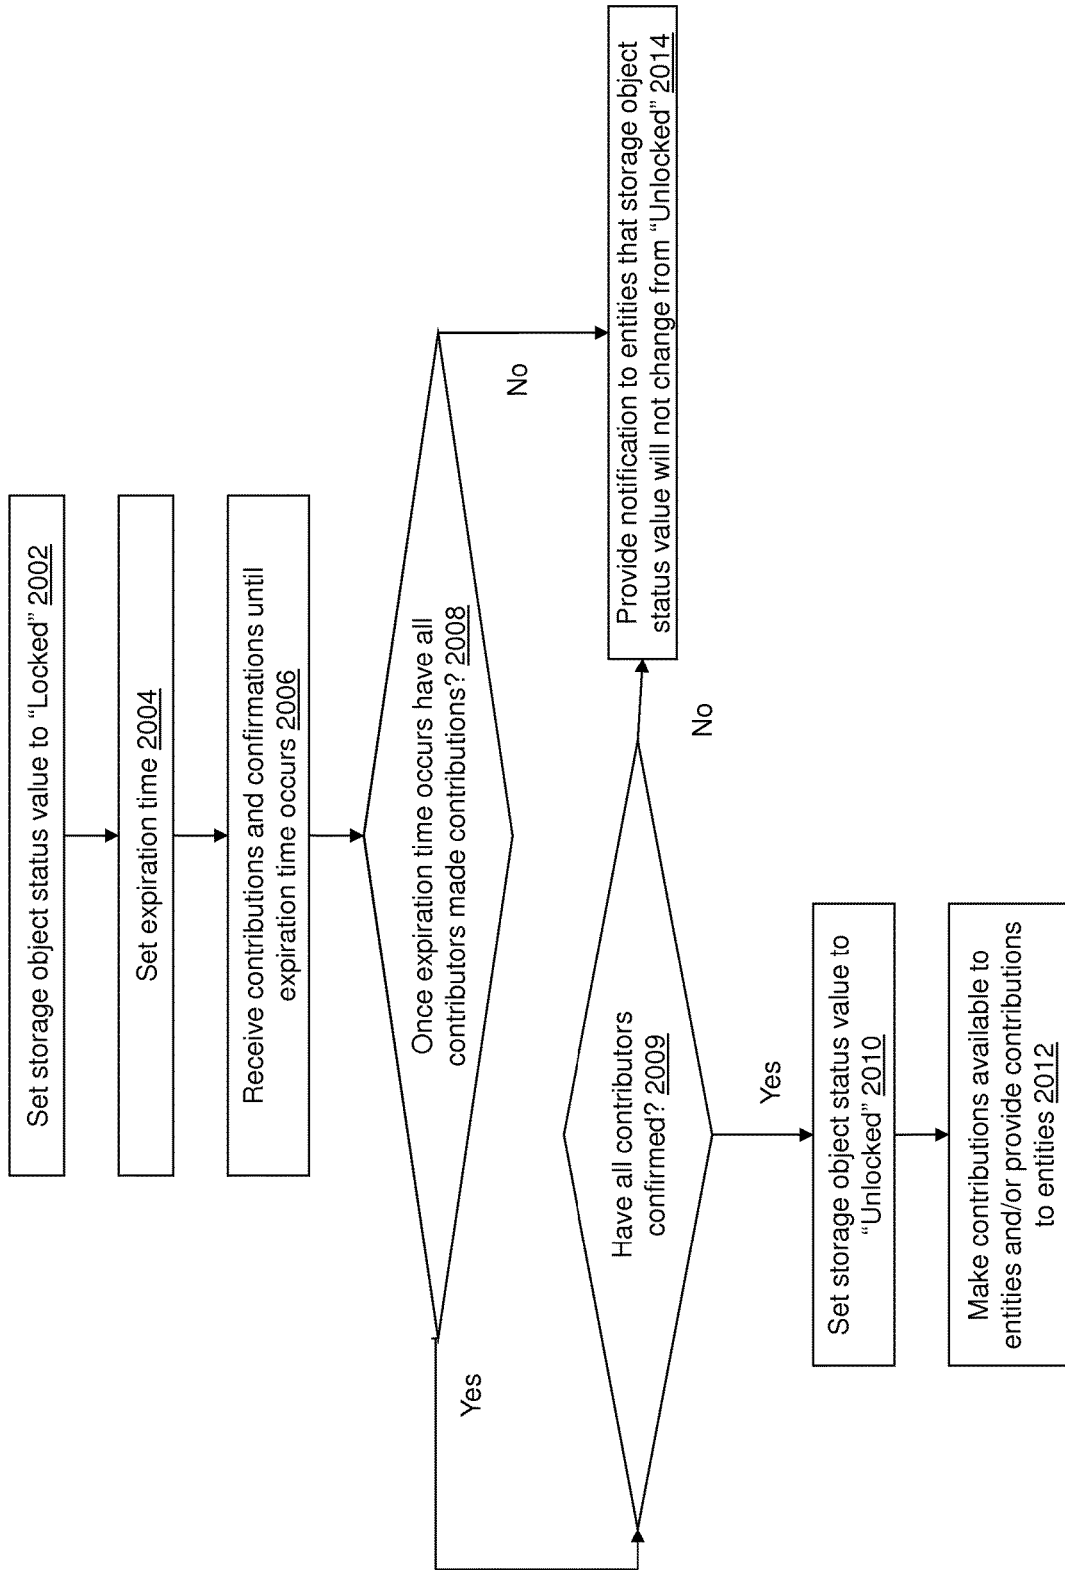 Set storage object status value to “Locked” 2002
Set expiration time 2004
Receive contributions and confirmations until
expiration time occurs 2006
Once expiration time occurs have all
contributors made contributions? 2008
Yes
No
Have all contributors
confirmed? 2009
No
Yes
Provide notification to entities that storage object
status value will not change from “Unlocked” 2014
Set storage object status value to
“Unlocked” 2010
Make contributions available to
entities and/or provide contributions
to entities 2012